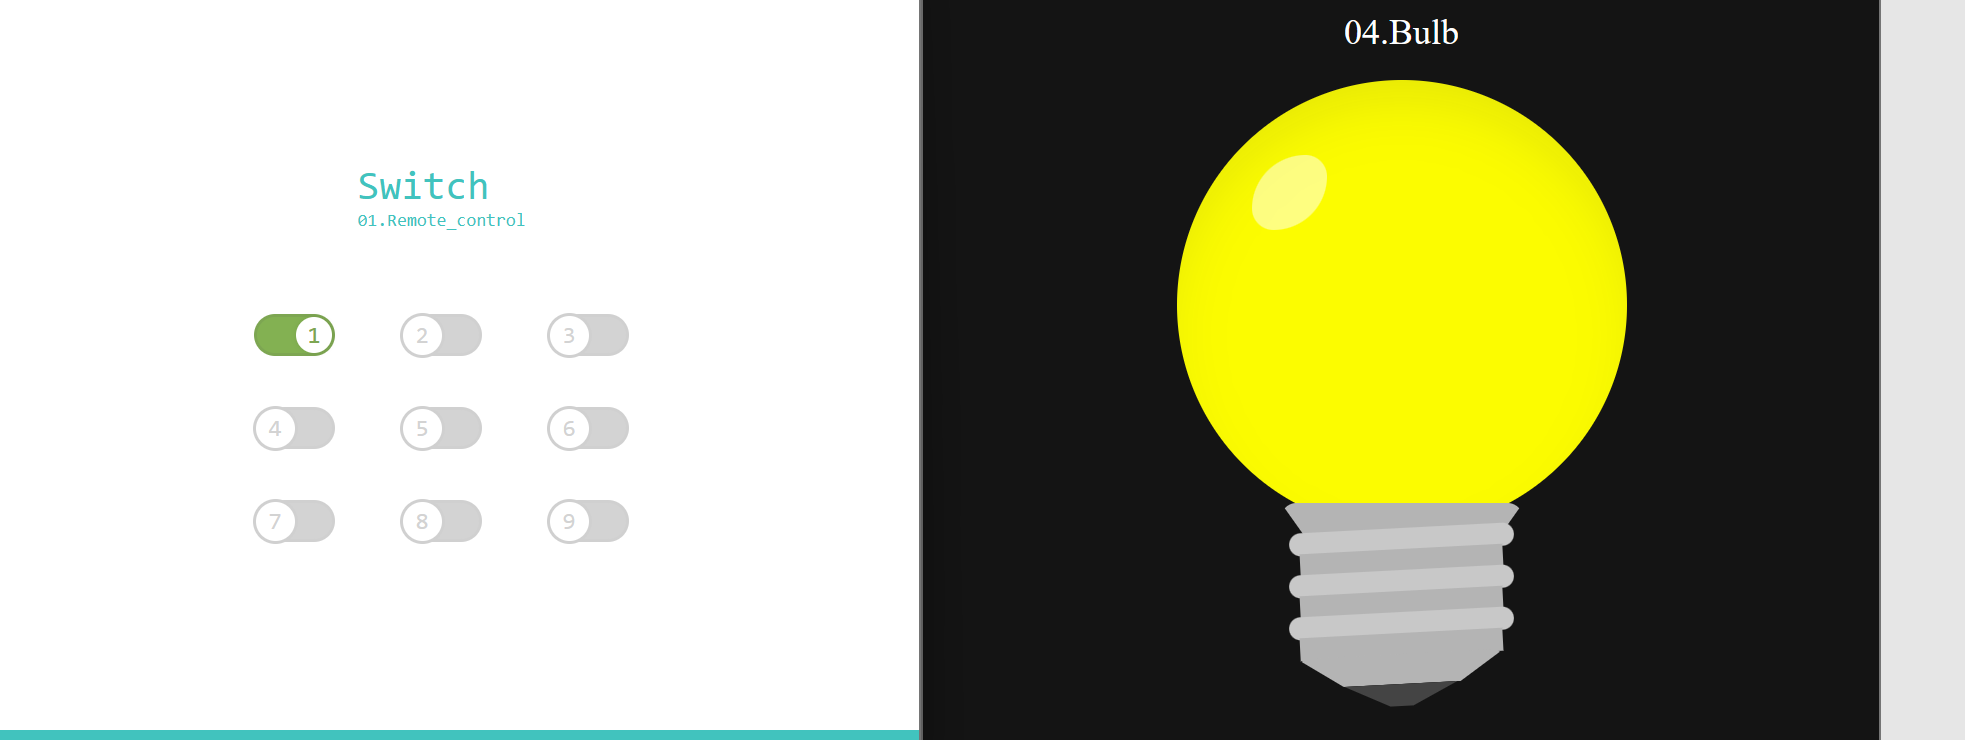 Switch
01.Remote_control
1 2 3
4 5 6
7 8 9
04.Bulb